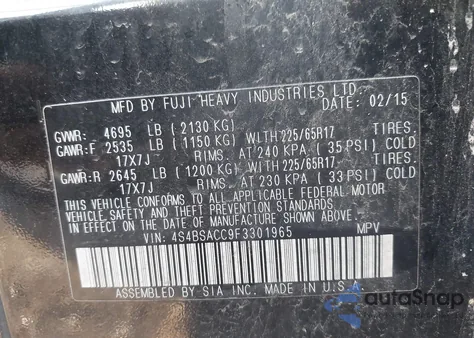 MFD BY FUJI HEAVY INDUSTRIES LTD.
DATE: 02/15
GVWR: 4695 LB ( 2130 KG)
GAWR:F 2535 LB ( 1150 KG) WITH 225/65R17 TIRES.
17X7J RIMS. AT 240 KPA ( 35 PSI) COLD
GAWR:R 2645 LB ( 1200 KG) WITH 225/65R17 TIRES.
17X7J RIMS. AT 230 KPA ( 33 PSI) COLD
THIS VEHICLE CONFORMS TO ALL APPLICABLE FEDERAL MOTOR
VEHICLE SAFETY AND THEFT PREVENTION STANDARDS
IN EFFECT ON THE DATE OF MANUFACTURE SHOWN ABOVE.
VIN: 4S4BSACC9F3301965 MPV
ASSEMBLED BY SIA INC. MADE IN U.S.A.
autoSnap